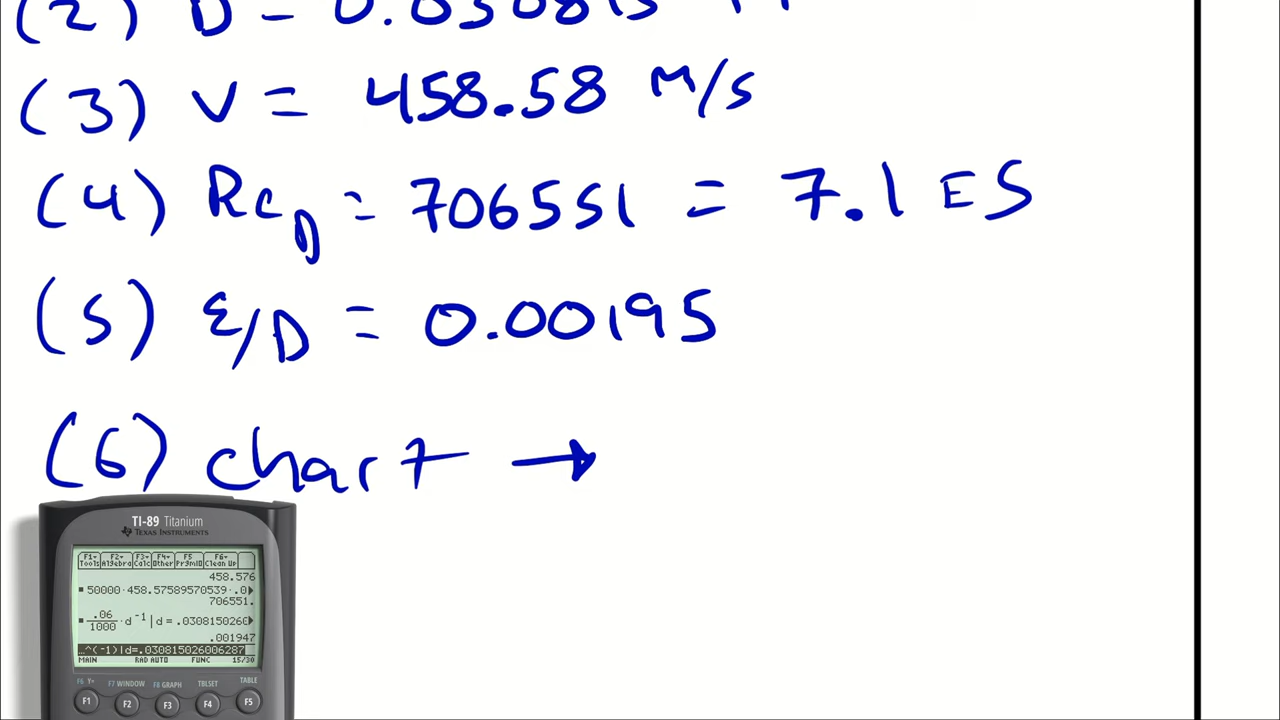 (2) D = 0.030815 M
(3) V = 458.58 M/S
(4) Re_D = 706551 = 7.1 E5
(5) ε/D = 0.00195
(6) chart →
TI-89 Titanium
TEXAS INSTRUMENTS
F1▾ F2▾ F3▾ F4▾ F5 F6▾
Tools Algebra Calc Other PrgmIO Clean Up
458.576
▪ 50000·458.57589570539·.0▸
706551.
▪ .06/1000 · d^-1 | d = .0308150260▸
.001947
…^(-1)|d=.030815026006287
MAIN RAD AUTO FUNC 15/30
F6 Y= F7 WINDOW F8 GRAPH TBLSET TABLE
F1 F2 F3 F4 F5